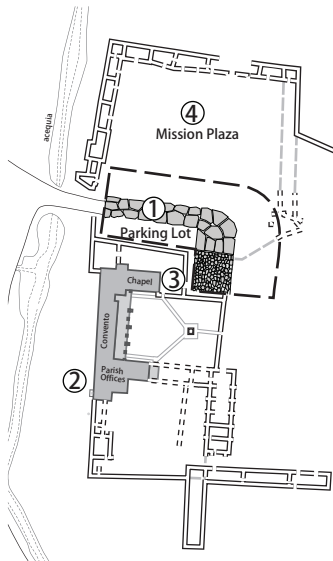 4
Mission Plaza
acequia
1
Parking Lot
3
Chapel
Convento
Parish
Offices
2